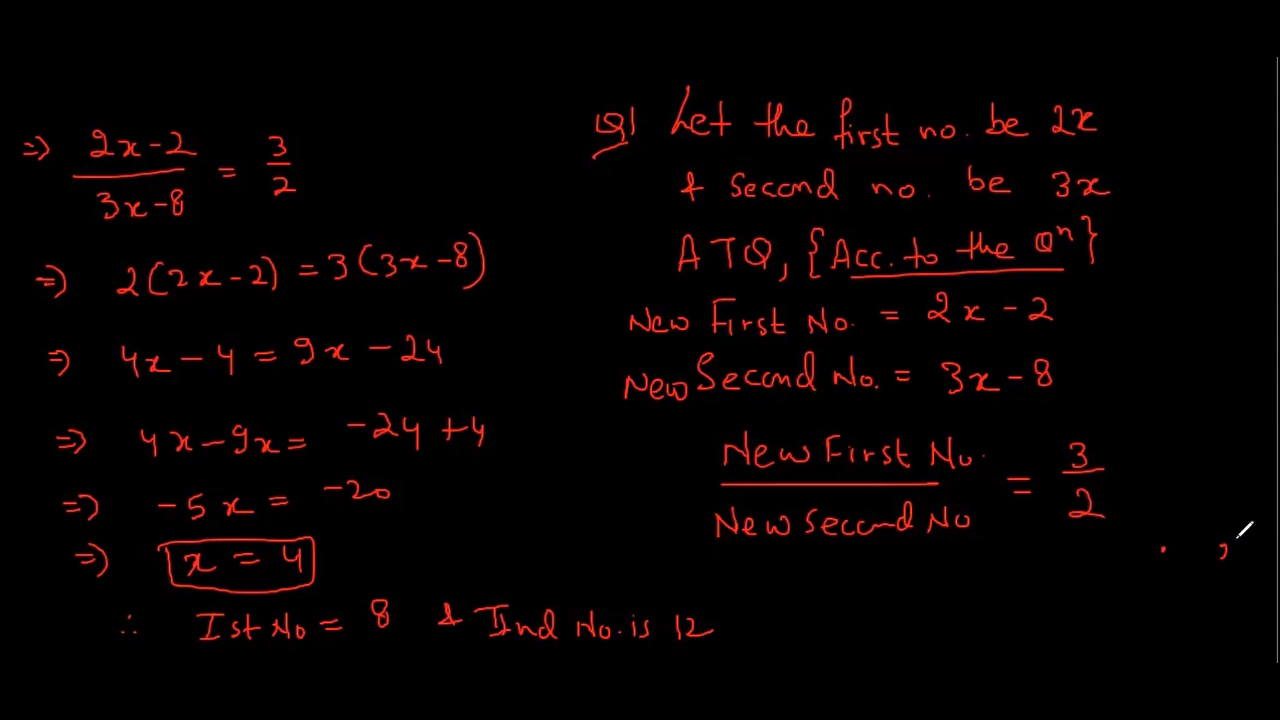 Q1 Let the first no. be 2x
& second no. be 3x
ATQ, {Acc. to the Qⁿ}
New First No. = 2x - 2
New Second No. = 3x - 8
New First No. / New Second No = 3/2
⇒ (2x - 2)/(3x - 8) = 3/2
⇒ 2(2x - 2) = 3(3x - 8)
⇒ 4x - 4 = 9x - 24
⇒ 4x - 9x = -24 + 4
⇒ -5x = -20
⇒ x = 4
∴ Ist No = 8 & IInd No. is 12